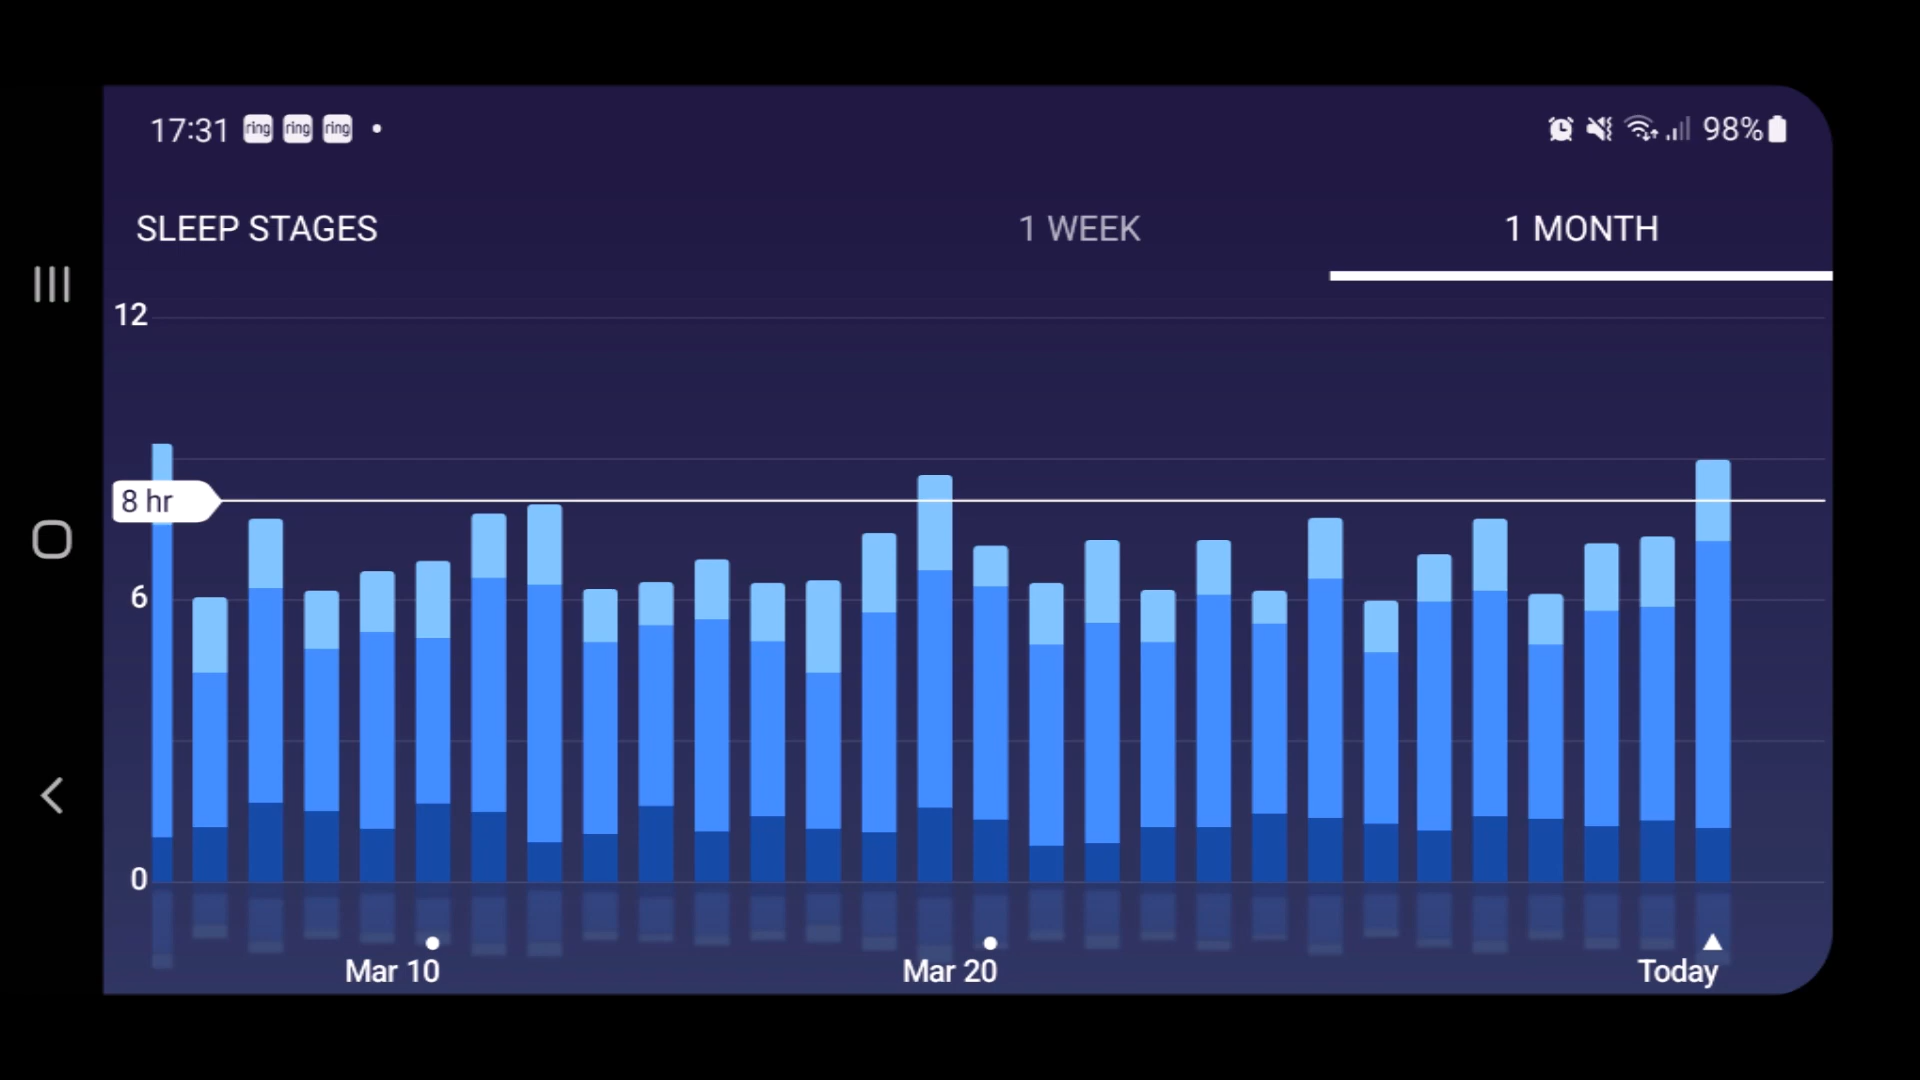 17:31 ring ring ring 98%
SLEEP STAGES 1 WEEK 1 MONTH
12
8 hr
6
0
Mar 10 Mar 20 Today